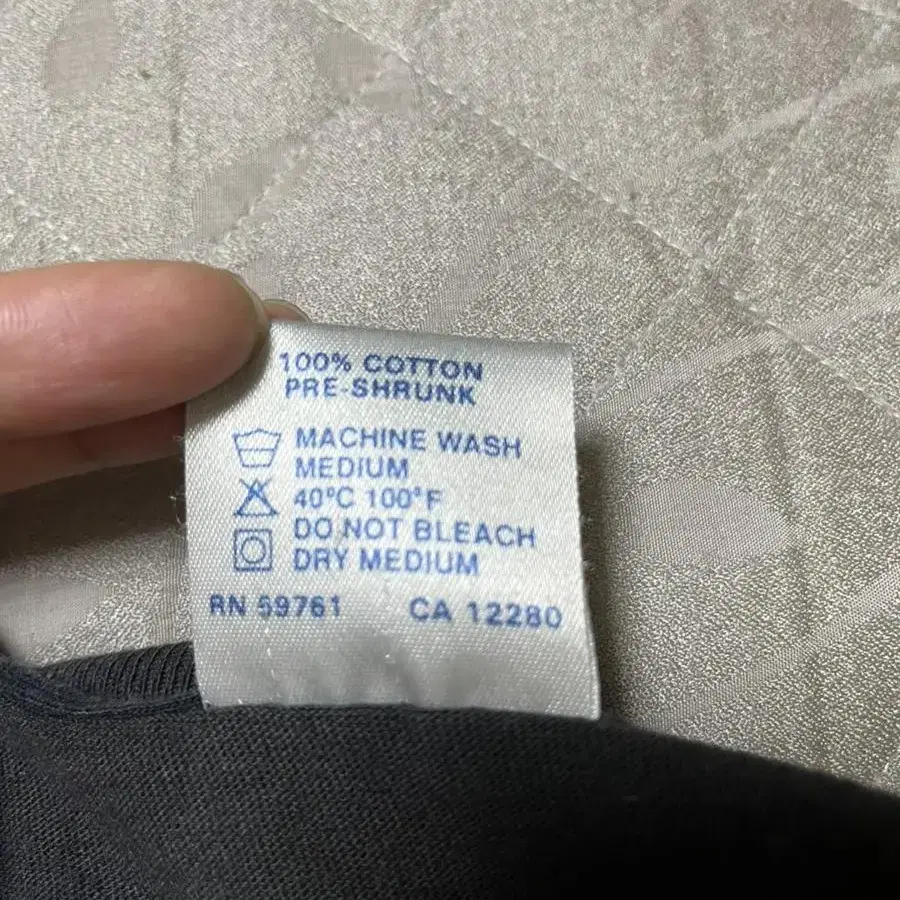 100% COTTON
PRE-SHRUNK
MACHINE WASH
MEDIUM
40°C 100°F
DO NOT BLEACH
DRY MEDIUM
RN 59761 CA 12280